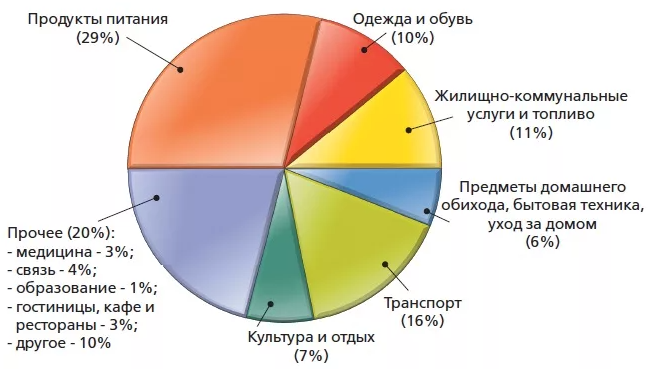 Продукты питания
(29%)
Одежда и обувь
(10%)
Жилищно-коммунальные
услуги и топливо
(11%)
Предметы домашнего
обихода, бытовая техника,
уход за домом
(6%)
Транспорт
(16%)
Культура и отдых
(7%)
Прочее (20%):
- медицина - 3%;
- связь - 4%;
- образование - 1%;
- гостиницы, кафе и
рестораны - 3%;
- другое - 10%